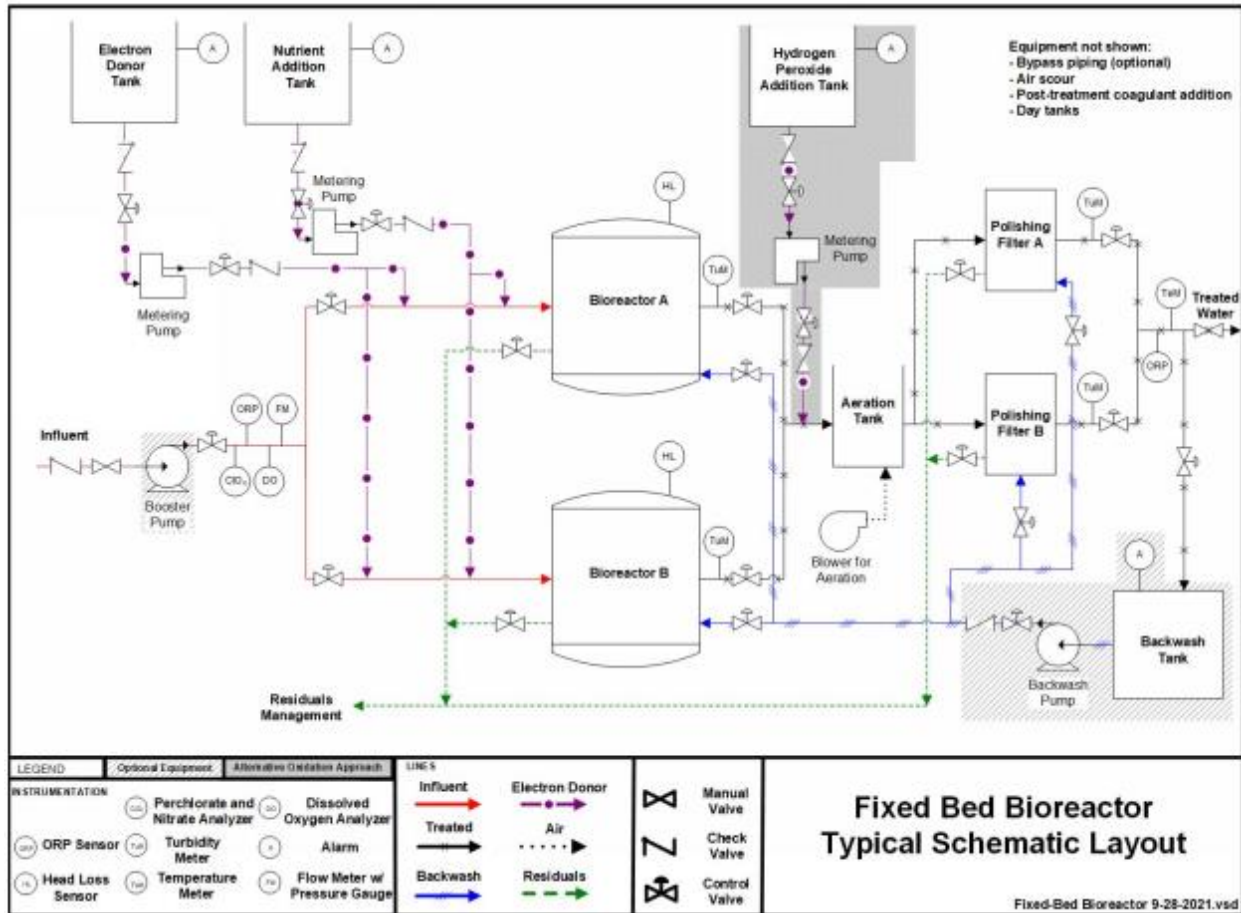 Electron
Donor
Tank
A
Nutrient
Addition
Tank
A
Hydrogen
Peroxide
Addition Tank
A
Equipment not shown:
- Bypass piping (optional)
- Air scour
- Post-treatment coagulant addition
- Day tanks
Metering
Pump
Metering
Pump
HL
Bioreactor A
TuM
Metering
Pump
Polishing
Filter A
TuM
TeM
Treated
Water
ORP
Aeration
Tank
Polishing
Filter B
TuM
Influent
ORP
FM
ClO₄
DO
Booster
Pump
HL
Bioreactor B
TuM
Blower for
Aeration
A
Backwash
Tank
Backwash
Pump
Residuals
Management
LEGEND
Optional Equipment
Alternative Oxidation Approach
INSTRUMENTATION
Perchlorate and
Nitrate Analyzer
DO
Dissolved
Oxygen Analyzer
ORP
ORP Sensor
TuM
Turbidity
Meter
A
Alarm
HL
Head Loss
Sensor
TeM
Temperature
Meter
FM
Flow Meter w/
Pressure Gauge
LINES
Influent
Electron Donor
Treated
Air
Backwash
Residuals
Manual
Valve
Check
Valve
Control
Valve
Fixed Bed Bioreactor
Typical Schematic Layout
Fixed-Bed Bioreactor 9-28-2021.vsd